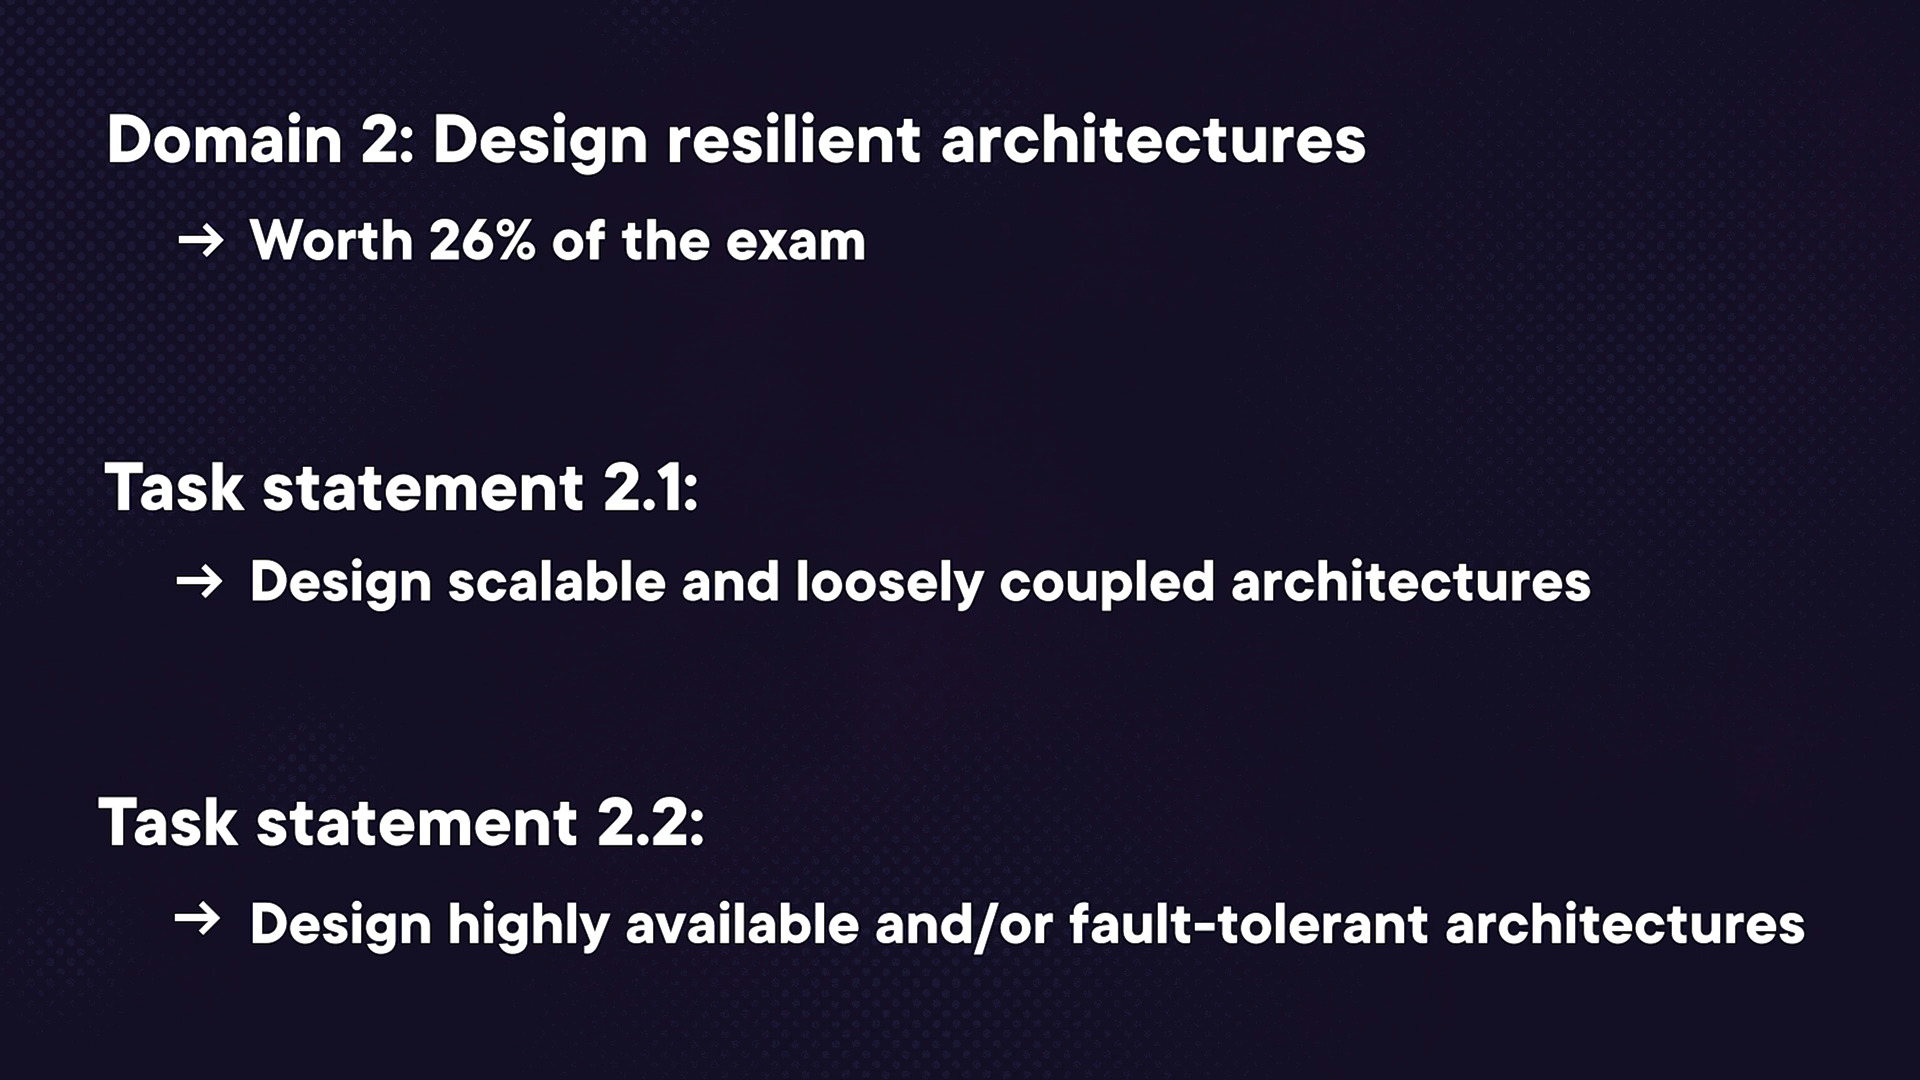 Domain 2: Design resilient architectures
→ Worth 26% of the exam
Task statement 2.1:
→ Design scalable and loosely coupled architectures
Task statement 2.2:
→ Design highly available and/or fault-tolerant architectures